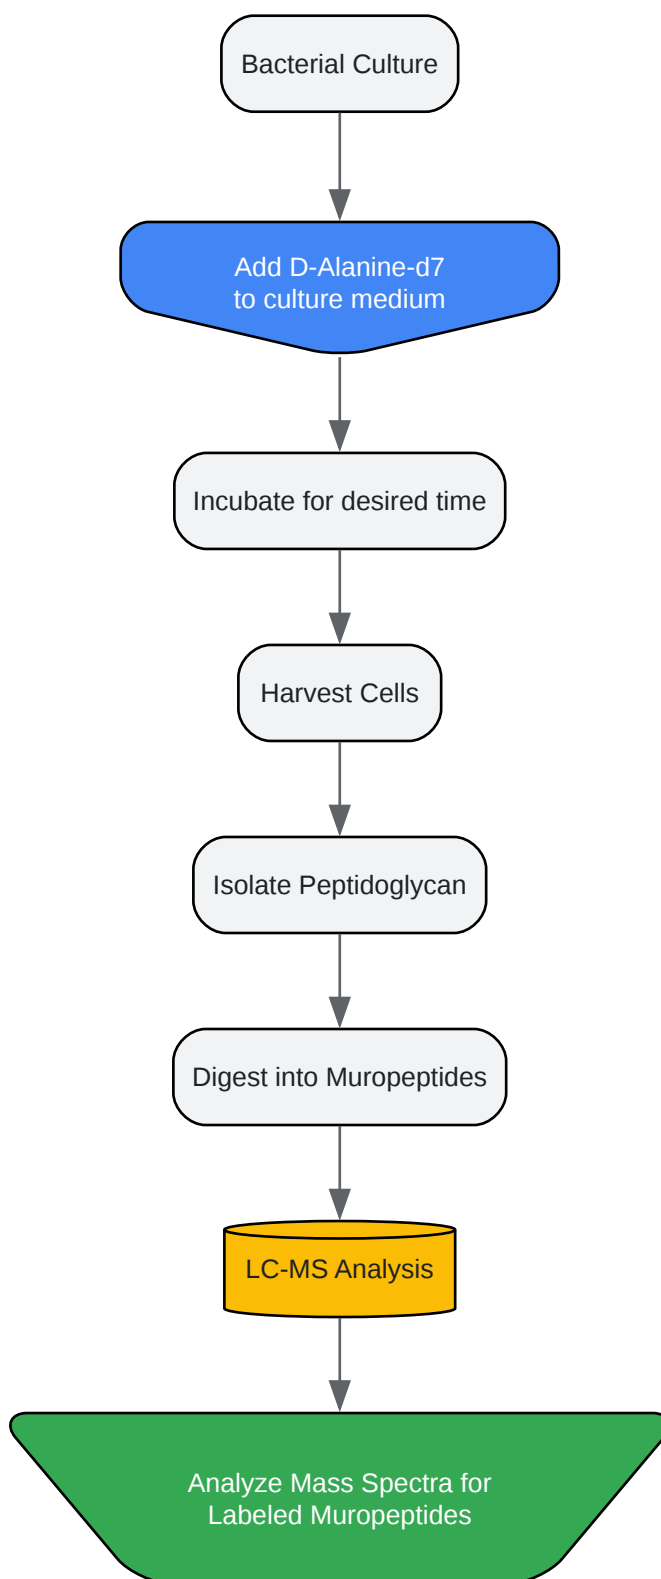 Bacterial Culture
Add D-Alanine-d7
to culture medium
Incubate for desired time
Harvest Cells
Isolate Peptidoglycan
Digest into Muropeptides
LC-MS Analysis
Analyze Mass Spectra for
Labeled Muropeptides